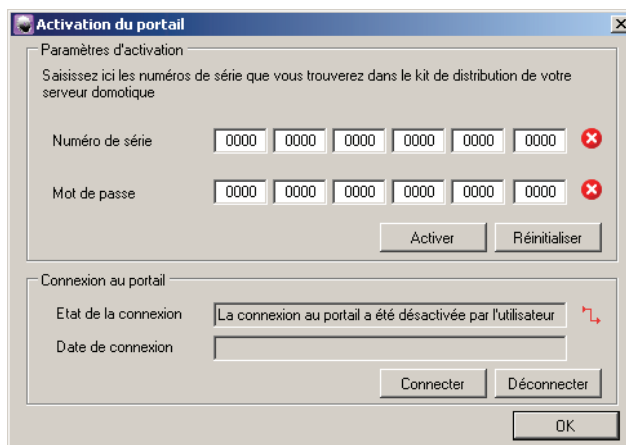 Activation du portail
Paramètres d'activation
Saisissez ici les numéros de série que vous trouverez dans le kit de distribution de votre
serveur domotique
Numéro de série 0000 0000 0000 0000 0000 0000
Mot de passe 0000 0000 0000 0000 0000 0000
Activer Réinitialiser
Connexion au portail
Etat de la connexion La connexion au portail a été désactivée par l'utilisateur
Date de connexion
Connecter Déconnecter
OK